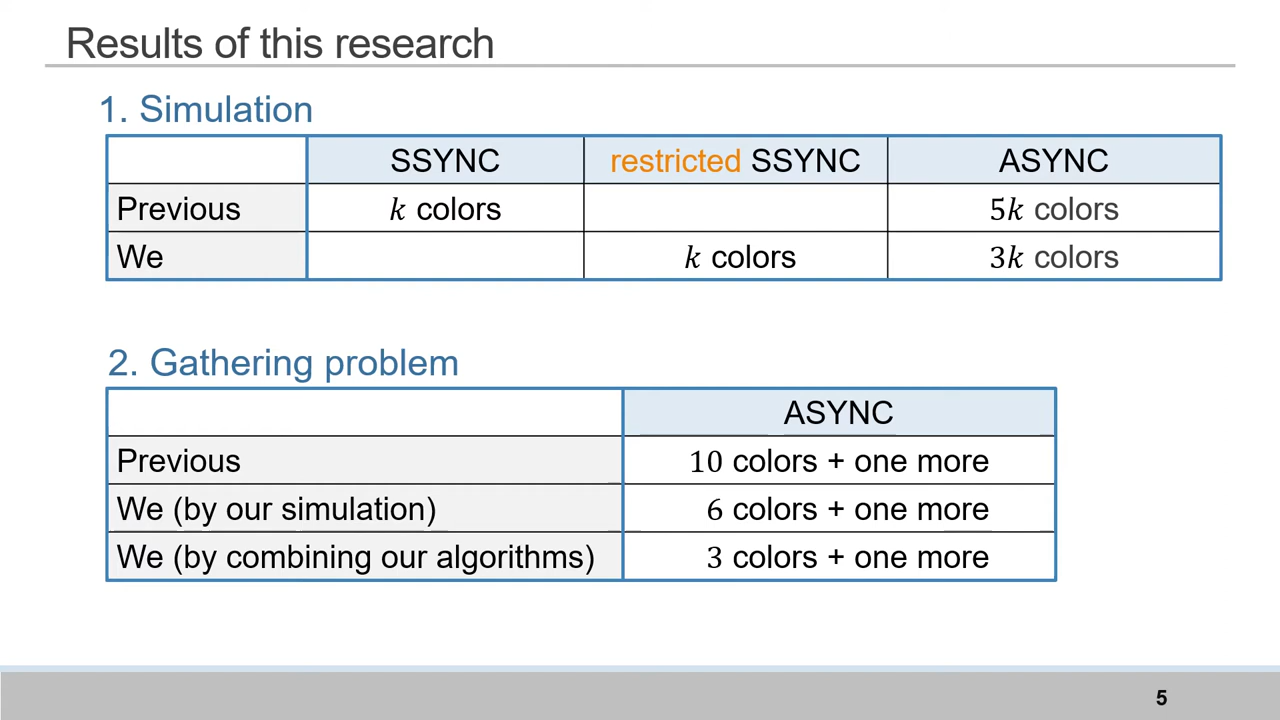 Results of this research
1. Simulation
SSYNC restricted SSYNC ASYNC
Previous k colors 5k colors
We k colors 3k colors
2. Gathering problem
ASYNC
Previous 10 colors + one more
We (by our simulation) 6 colors + one more
We (by combining our algorithms) 3 colors + one more
5